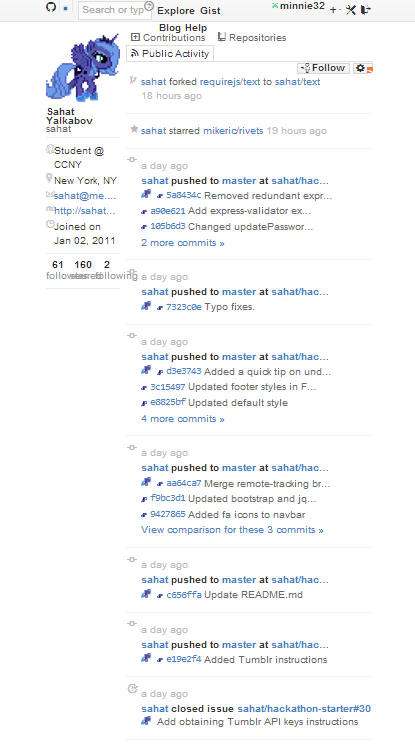 Search or typ
Explore Gist
Blog Help
minnie32
Contributions
Repositories
Public Activity
Follow
Sahat
Yalkabov
sahat
Student @
CCNY
New York, NY
sahat@me....
http://sahat...
Joined on
Jan 02, 2011
61 160 2
followers starred following
sahat forked requirejs/text to sahat/text
18 hours ago
sahat starred mikeric/rivets 19 hours ago
a day ago
sahat pushed to master at sahat/hac…
5a8434c Removed redundant expr…
a90e621 Add express-validator ex…
105b6d3 Changed updatePasswor…
2 more commits »
a day ago
sahat pushed to master at sahat/hac…
7323c0e Typo fixes.
a day ago
sahat pushed to master at sahat/hac…
d3e3743 Added a quick tip on und…
3c15497 Updated footer styles in F…
e8825bf Updated default style
4 more commits »
a day ago
sahat pushed to master at sahat/hac…
aa64ca7 Merge remote-tracking br…
f9bc3d1 Updated bootstrap and jq…
9427865 Added fa icons to navbar
View comparison for these 3 commits »
a day ago
sahat pushed to master at sahat/hac…
c656ffa Update README.md
a day ago
sahat pushed to master at sahat/hac…
e19e2f4 Added Tumblr instructions
a day ago
sahat closed issue sahat/hackathon-starter#30
Add obtaining Tumblr API keys instructions